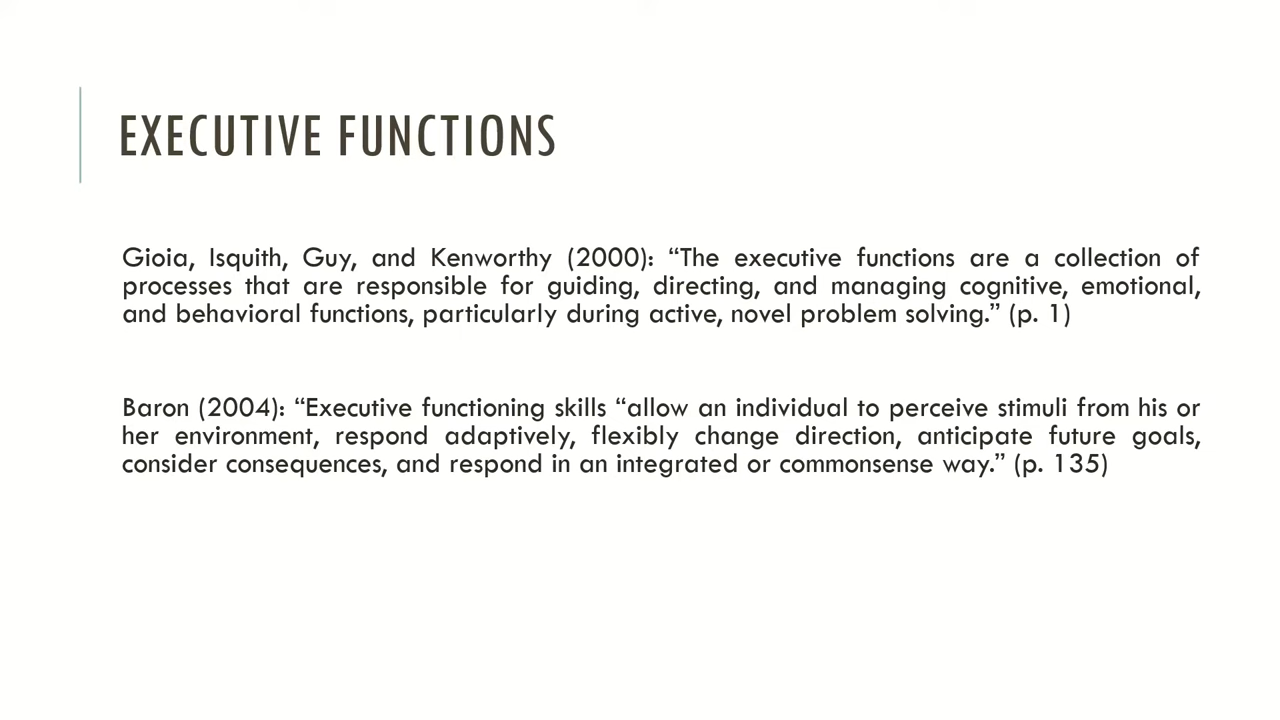 EXECUTIVE FUNCTIONS
Gioia, Isquith, Guy, and Kenworthy (2000): “The executive functions are a collection of
processes that are responsible for guiding, directing, and managing cognitive, emotional,
and behavioral functions, particularly during active, novel problem solving.” (p. 1)
Baron (2004): “Executive functioning skills “allow an individual to perceive stimuli from his or
her environment, respond adaptively, flexibly change direction, anticipate future goals,
consider consequences, and respond in an integrated or commonsense way.” (p. 135)